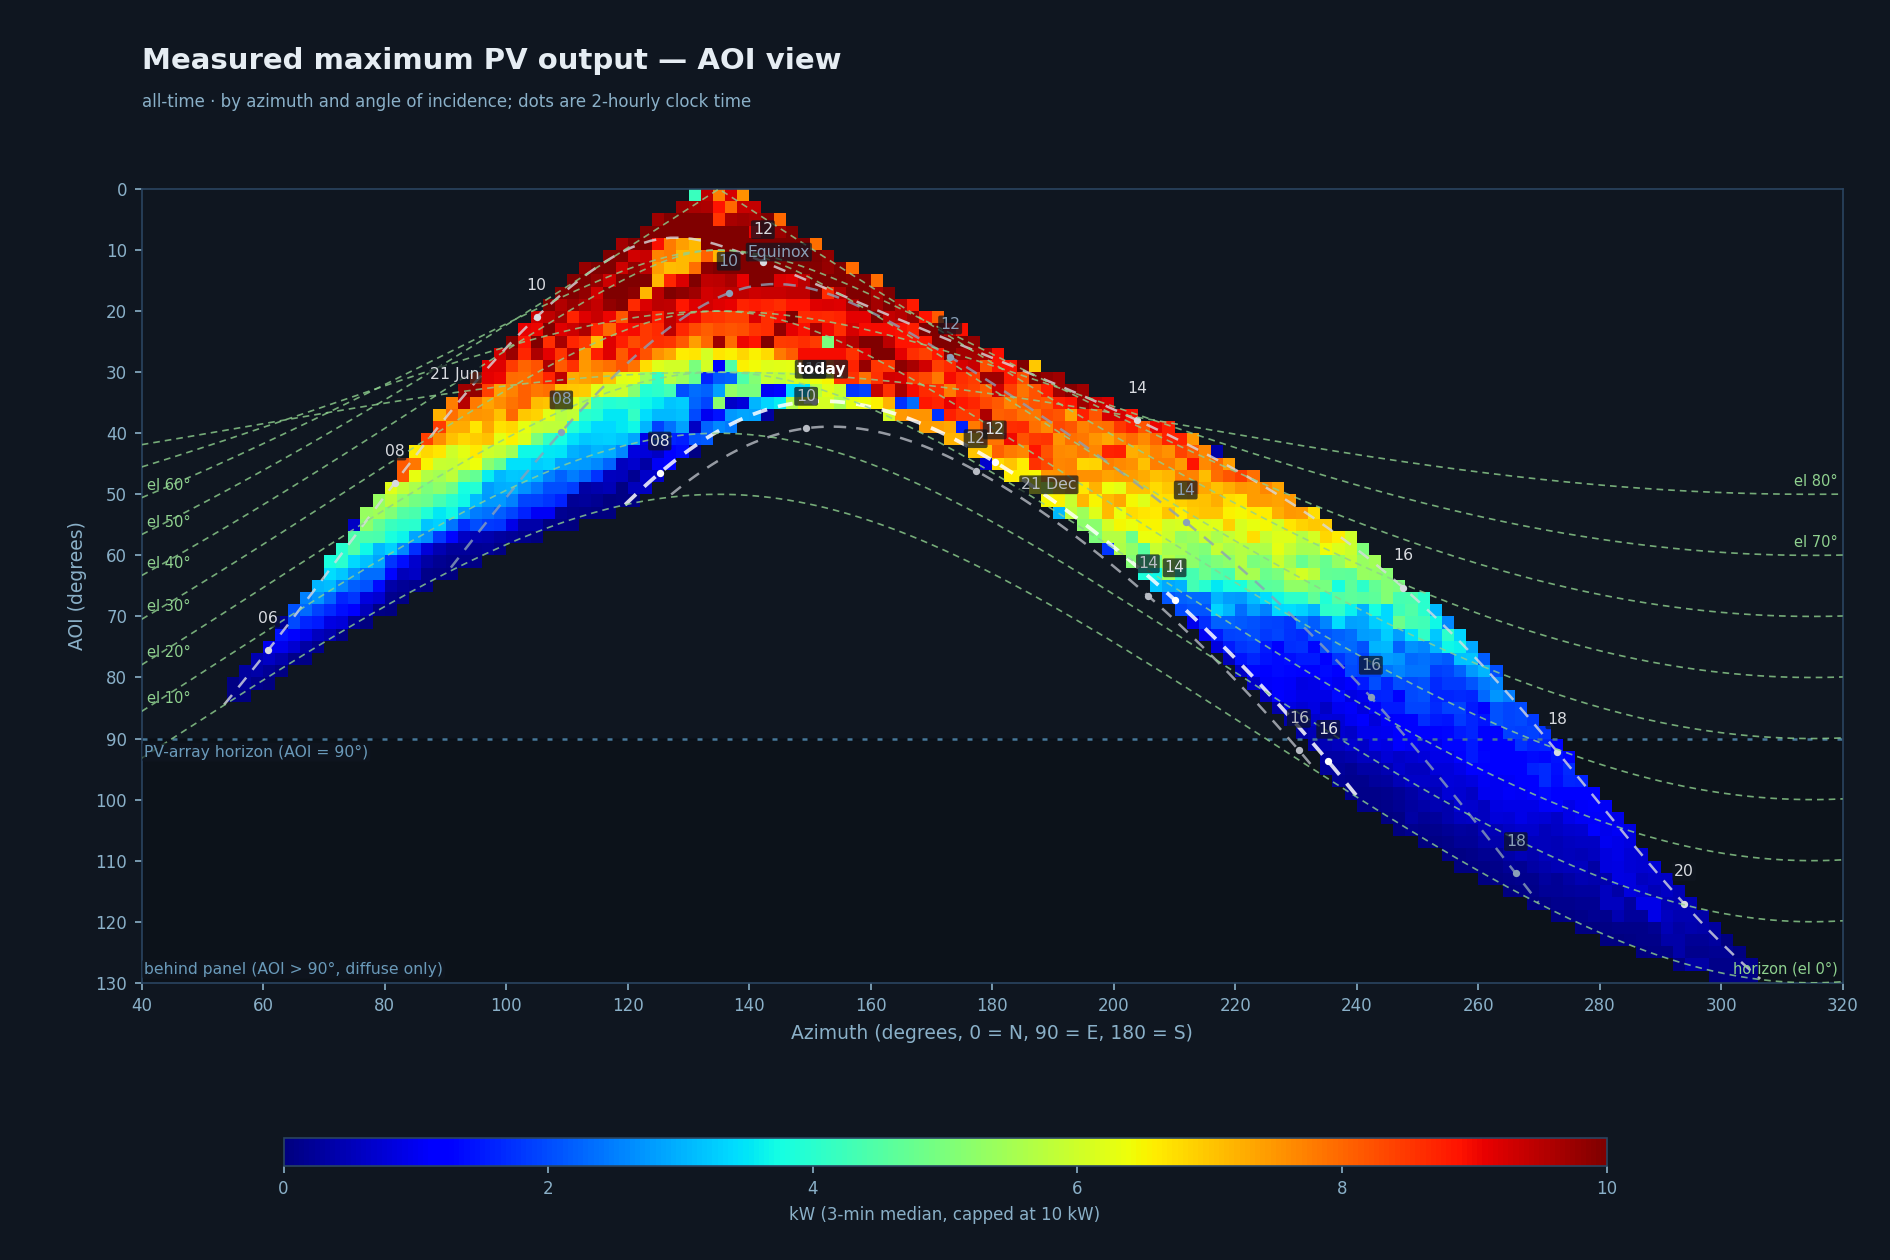 Measured maximum PV output — AOI view
all-time · by azimuth and angle of incidence; dots are 2-hourly clock time
0
10
20
30
40
50
60
70
80
90
100
110
120
130
AOI (degrees)
40
60
80
100
120
140
160
180
200
220
240
260
280
300
320
Azimuth (degrees, 0 = N, 90 = E, 180 = S)
12
Equinox
10
10
12
21 Jun
today
14
08
10
08
08
12
12
21 Dec
14
el 60°
el 80°
el 50°
el 70°
el 40°
14
14
16
el 30°
06
el 20°
16
el 10°
16
16
18
PV-array horizon (AOI = 90°)
18
20
behind panel (AOI > 90°, diffuse only)
horizon (el 0°)
0
2
4
6
8
10
kW (3-min median, capped at 10 kW)